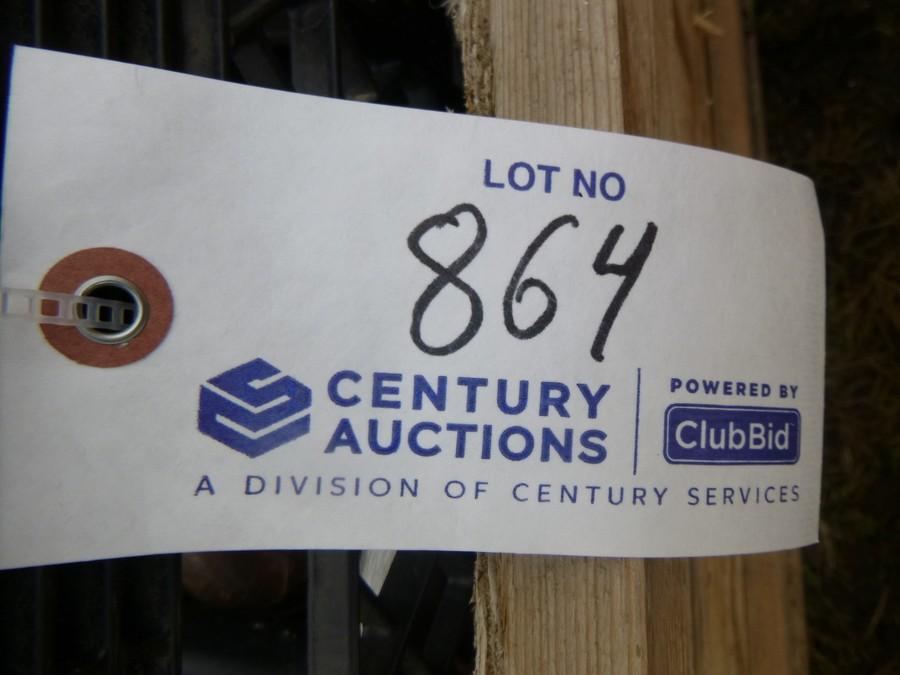 LOT NO
864
CENTURY
AUCTIONS
POWERED BY
ClubBid
A DIVISION OF CENTURY SERVICES